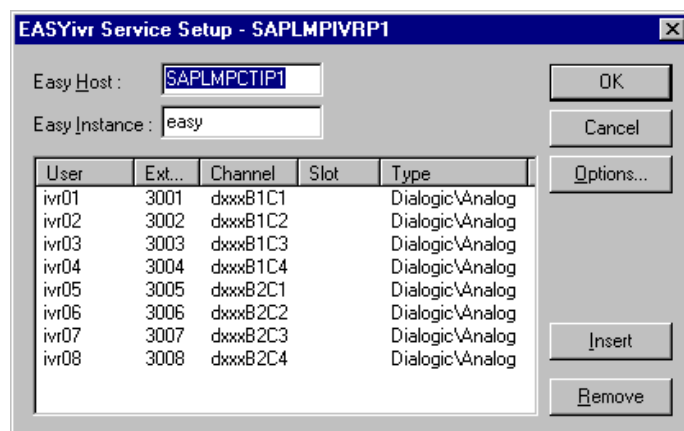 EASYivr Service Setup - SAPLMPIVRP1
Easy Host : SAPLMPCTIP1
OK
Easy Instance : easy
Cancel
User Ext... Channel Slot Type
Options...
ivr01 3001 dxxxB1C1 Dialogic\Analog
ivr02 3002 dxxxB1C2 Dialogic\Analog
ivr03 3003 dxxxB1C3 Dialogic\Analog
ivr04 3004 dxxxB1C4 Dialogic\Analog
ivr05 3005 dxxxB2C1 Dialogic\Analog
ivr06 3006 dxxxB2C2 Dialogic\Analog
ivr07 3007 dxxxB2C3 Dialogic\Analog
ivr08 3008 dxxxB2C4 Dialogic\Analog
Insert
Remove